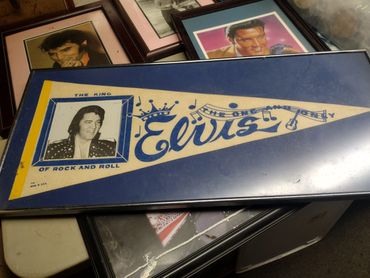 THE KING
OF ROCK AND ROLL
Elvis
THE ONE AND ONLY